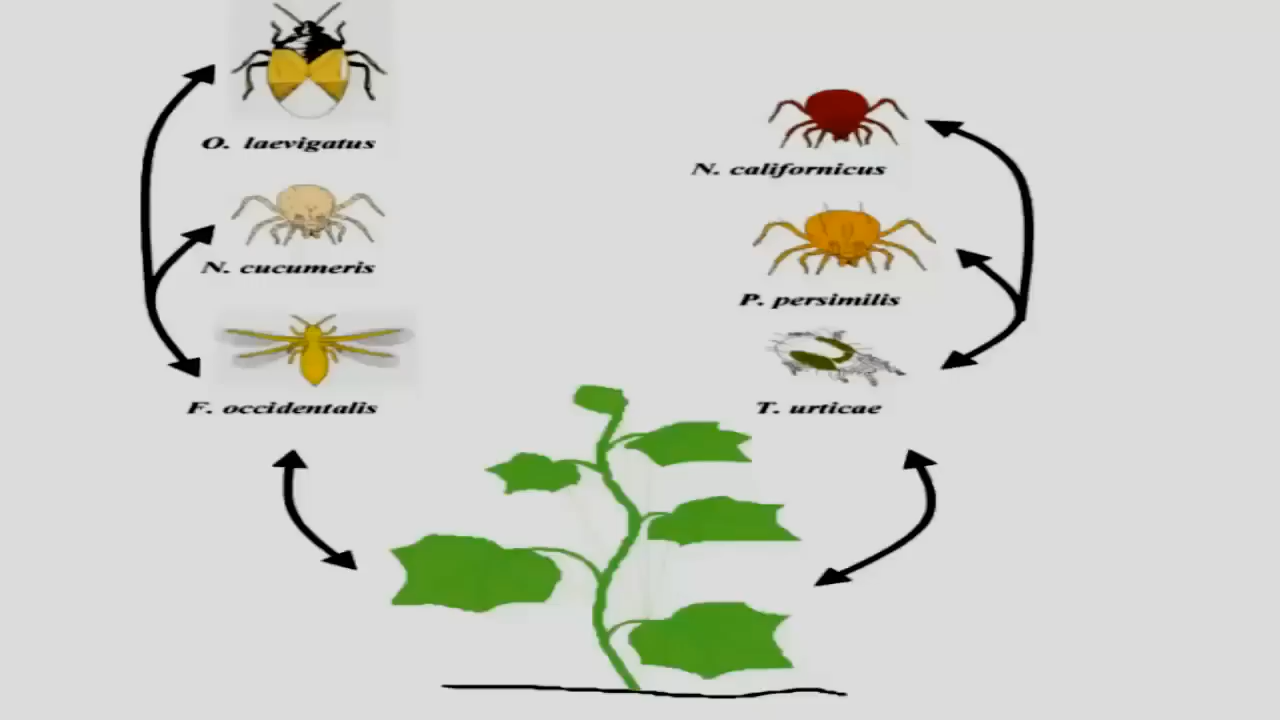 O. laevigatus
N. cucumeris
F. occidentalis
N. californicus
P. persimilis
T. urticae